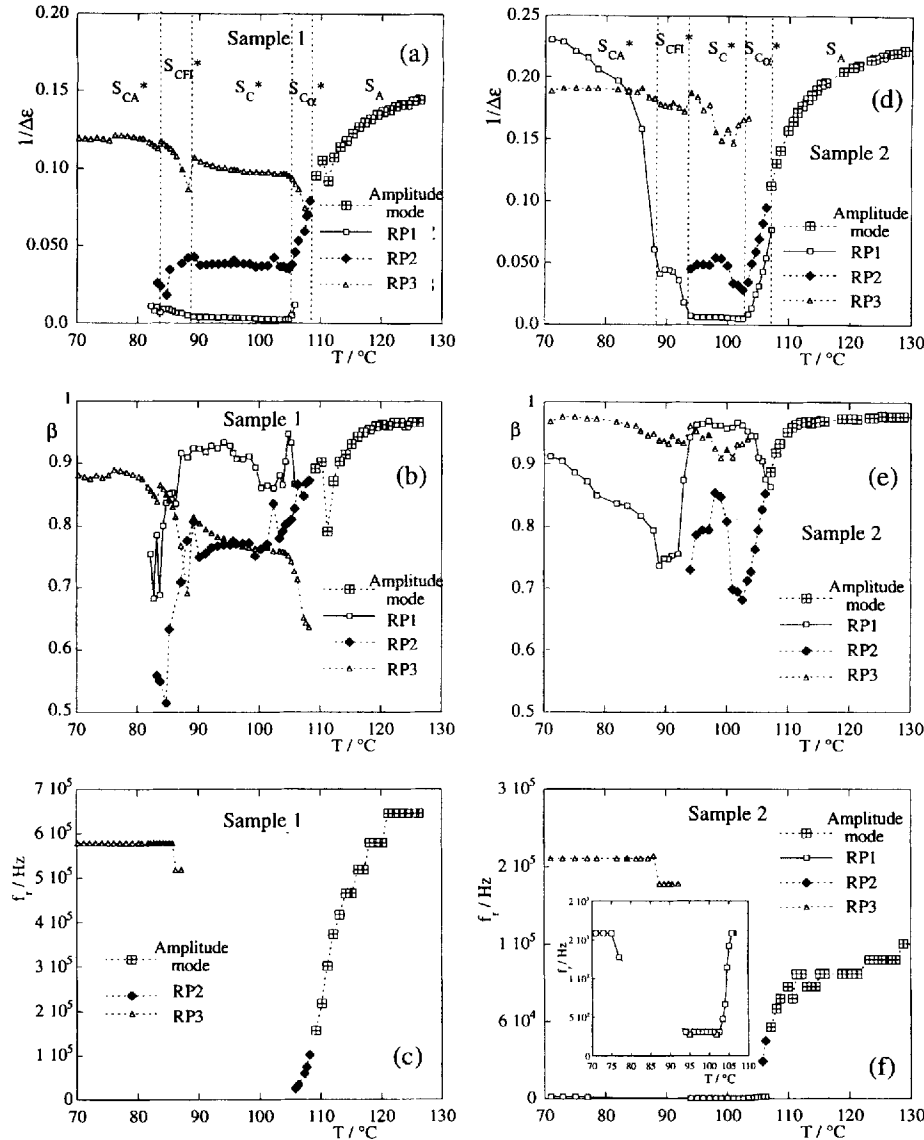 0.20
Sample 1
(a)
S_CA*
S_CFI*
S_C*
S_Cα*
S_A
1/Δε
0.15
0.10
0.050
0.0
Amplitude
mode
RP1
RP2
RP3
70 80 90 100 110 120 130
T / °C
0.25
S_CA*
S_CFI*
S_C*
S_Cα*
S_A
(d)
1/Δε
0.20
0.15
0.10
0.050
0.0
Sample 2
Amplitude
mode
RP1
RP2
RP3
70 80 90 100 110 120 130
T / °C
1
Sample 1
β
0.9
0.8
0.7
0.6
0.5
(b)
Amplitude
mode
RP1
RP2
RP3
70 80 90 100 110 120 130
T / °C
1
β
0.9
0.8
0.7
0.6
0.5
(e)
Sample 2
Amplitude
mode
RP1
RP2
RP3
70 80 90 100 110 120 130
T / °C
7 10^5
Sample 1
6 10^5
5 10^5
f_r / Hz
4 10^5
3 10^5
2 10^5
1 10^5
0
Amplitude
mode
RP2
RP3
(c)
70 80 90 100 110 120 130
T / °C
3 10^5
Sample 2
Amplitude
mode
RP1
RP2
RP3
2 10^5
f_r / Hz
1 10^5
6 10^4
0
f_r / Hz
0
70 75 80 85 90 95 100 105 110
T / °C
(f)
70 80 90 100 110 120 130
T / °C